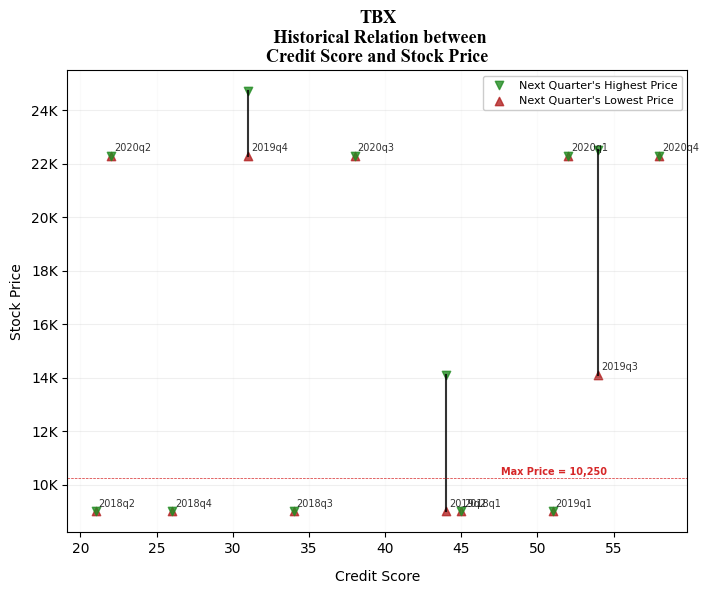 TBX
Historical Relation between
Credit Score and Stock Price
Next Quarter's Highest Price
Next Quarter's Lowest Price
24K
22K
20K
18K
16K
14K
12K
10K
Stock Price
2020q2
2019q4
2020q3
2020q1
2020q4
2019q3
Max Price = 10,250
2018q2
2018q4
2018q3
2019q2
2018q1
2019q1
20
25
30
35
40
45
50
55
Credit Score